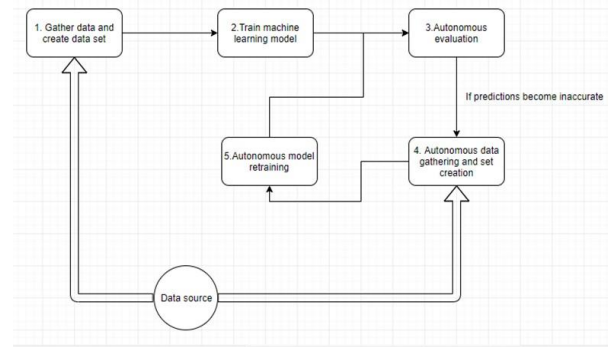 1. Gather data and
create data set
2.Train machine
learning model
3.Autonomous
evaluation
If predictions become inaccurate
4. Autonomous data
gathering and set
creation
5.Autonomous model
retraining
Data source